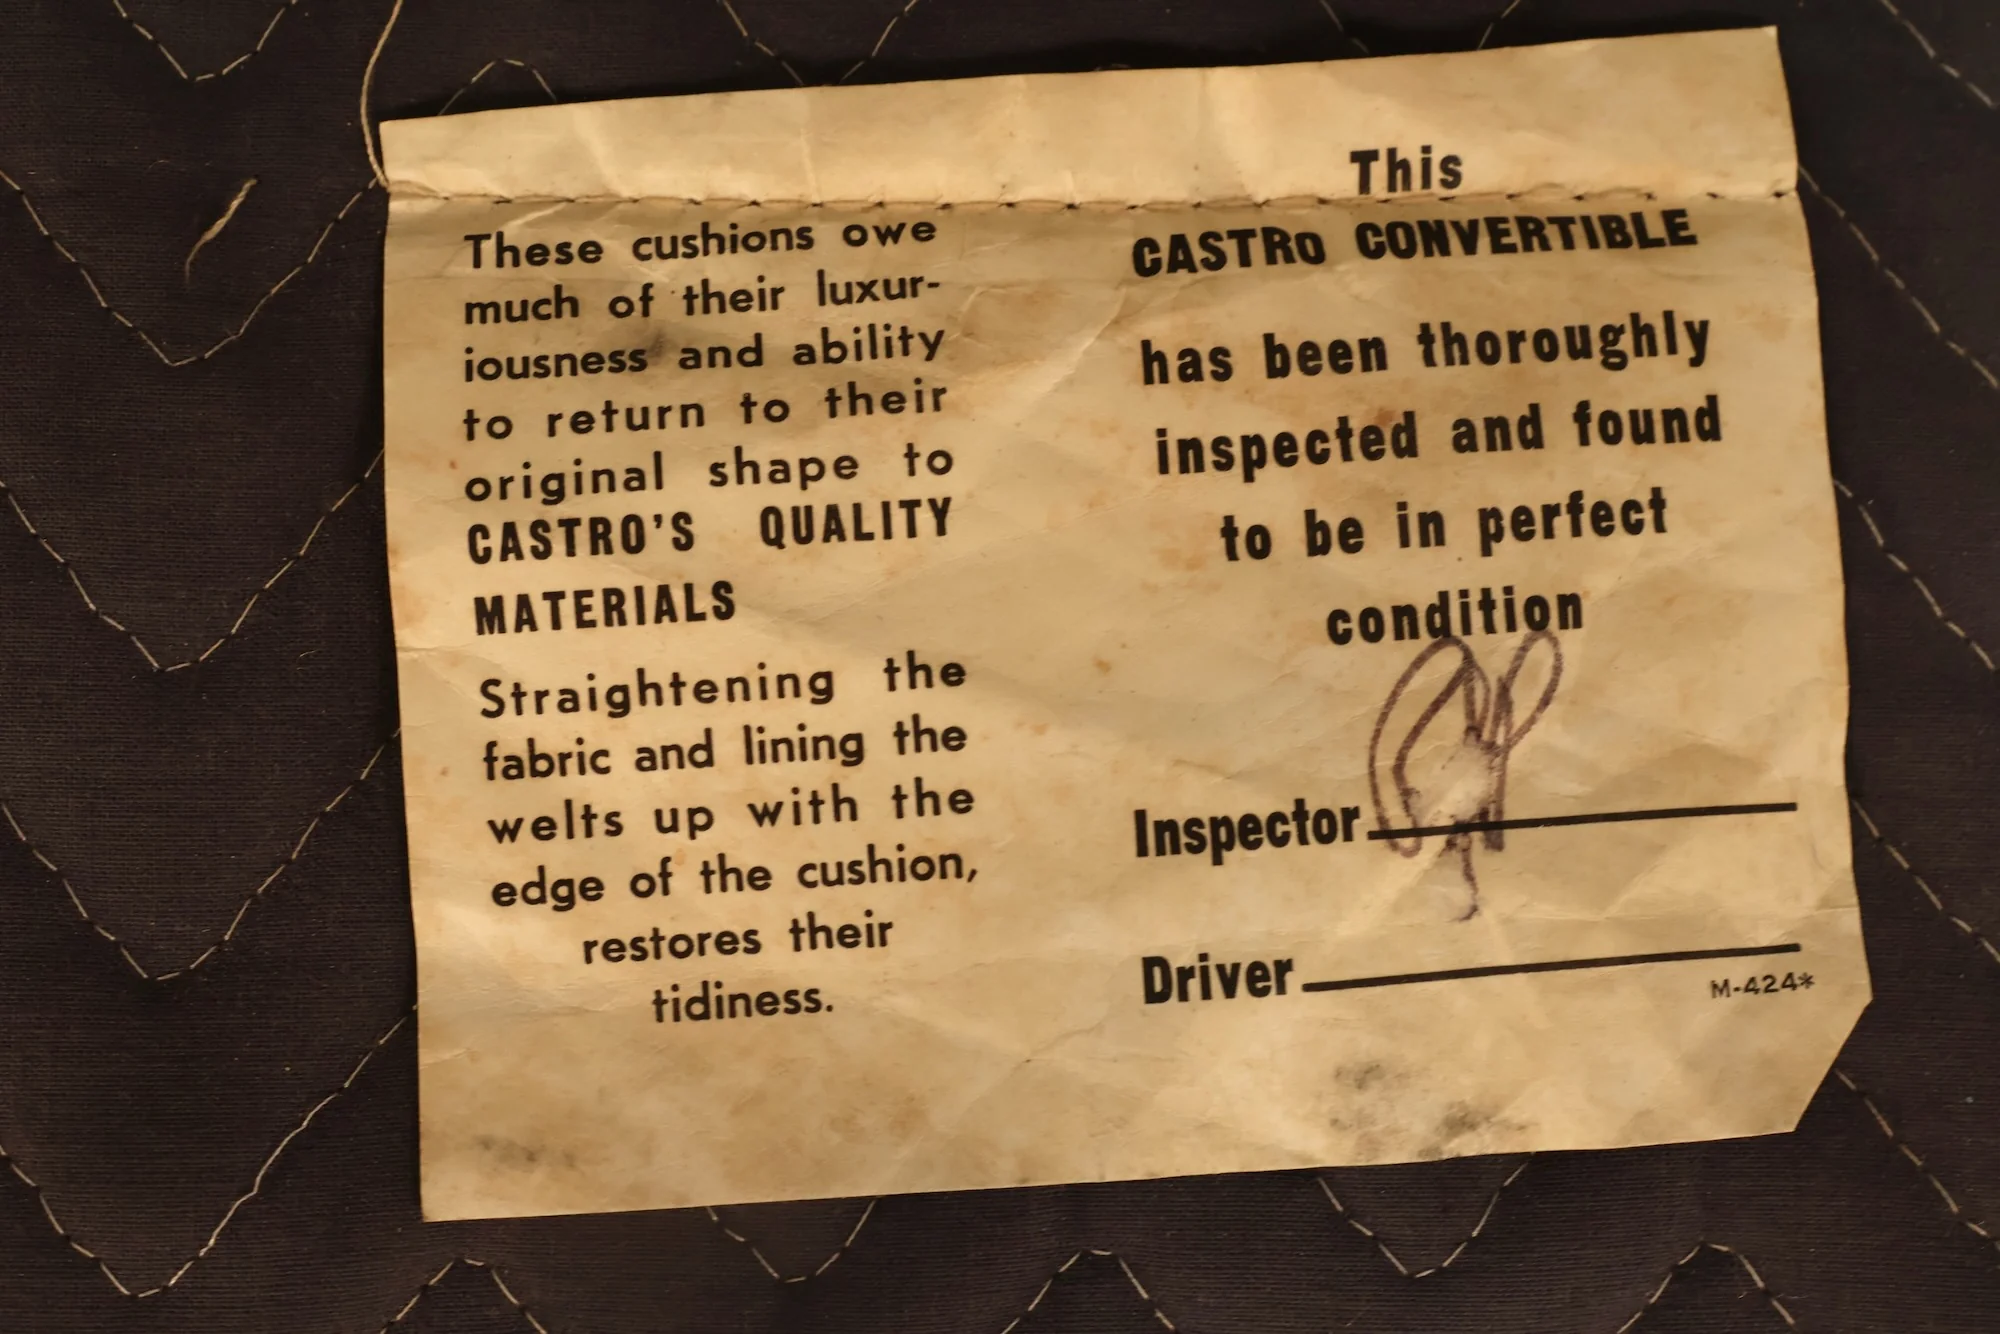 These cushions owe
much of their luxur-
iousness and ability
to return to their
original shape to
CASTRO'S QUALITY
MATERIALS
Straightening the
fabric and lining the
welts up with the
edge of the cushion,
restores their
tidiness.
This
CASTRO CONVERTIBLE
has been thoroughly
inspected and found
to be in perfect
condition
Inspector
Driver
M-424*